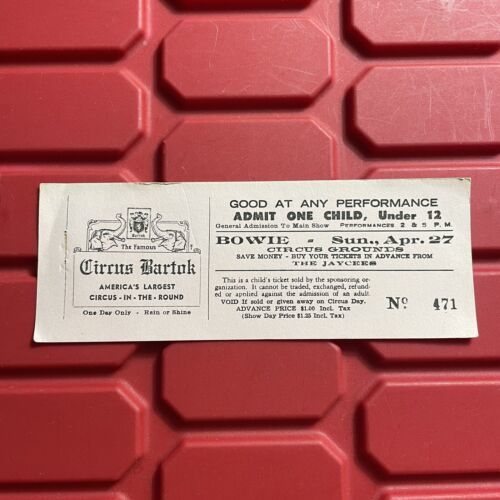 Bartok
The Famous
Circus Bartok
AMERICA'S LARGEST
CIRCUS - IN - THE - ROUND
One Day Only - Rain or Shine
GOOD AT ANY PERFORMANCE
ADMIT ONE CHILD, Under 12
General Admission To Main Show PERFORMANCES 2 & 5 P. M.
BOWIE - Sun., Apr. 27
CIRCUS GROUNDS
SAVE MONEY - BUY YOUR TICKETS IN ADVANCE FROM
THE JAYCEES
This is a child's ticket sold by the sponsoring or-
ganization. It cannot be traded, exchanged, refund-
ed or applied against the admission of an adult.
VOID If sold or given away on Circus Day.
ADVANCE PRICE $1.00 Incl. Tax
(Show Day Price $1.25 Incl. Tax)
No 471